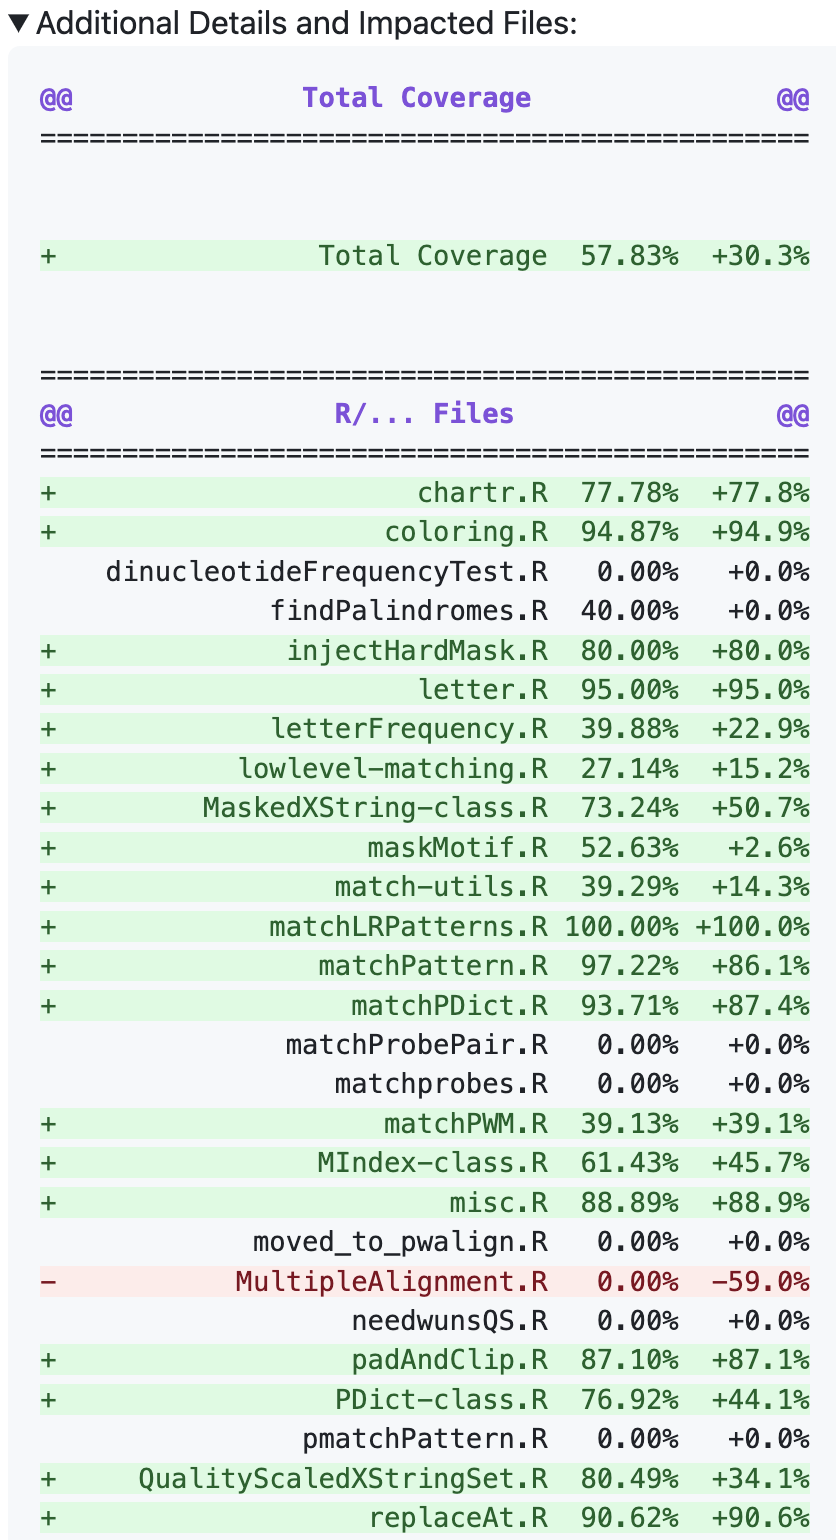 ▼ Additional Details and Impacted Files:
@@ Total Coverage @@
===============================================
+ Total Coverage 57.83% +30.3%
===============================================
@@ R/... Files @@
===============================================
+ chartr.R 77.78% +77.8%
+ coloring.R 94.87% +94.9%
dinucleotideFrequencyTest.R 0.00% +0.0%
findPalindromes.R 40.00% +0.0%
+ injectHardMask.R 80.00% +80.0%
+ letter.R 95.00% +95.0%
+ letterFrequency.R 39.88% +22.9%
+ lowlevel-matching.R 27.14% +15.2%
+ MaskedXString-class.R 73.24% +50.7%
+ maskMotif.R 52.63% +2.6%
+ match-utils.R 39.29% +14.3%
+ matchLRPatterns.R 100.00% +100.0%
+ matchPattern.R 97.22% +86.1%
+ matchPDict.R 93.71% +87.4%
matchProbePair.R 0.00% +0.0%
matchprobes.R 0.00% +0.0%
+ matchPWM.R 39.13% +39.1%
+ MIndex-class.R 61.43% +45.7%
+ misc.R 88.89% +88.9%
moved_to_pwalign.R 0.00% +0.0%
- MultipleAlignment.R 0.00% -59.0%
needwunsQS.R 0.00% +0.0%
+ padAndClip.R 87.10% +87.1%
+ PDict-class.R 76.92% +44.1%
pmatchPattern.R 0.00% +0.0%
+ QualityScaledXStringSet.R 80.49% +34.1%
+ replaceAt.R 90.62% +90.6%